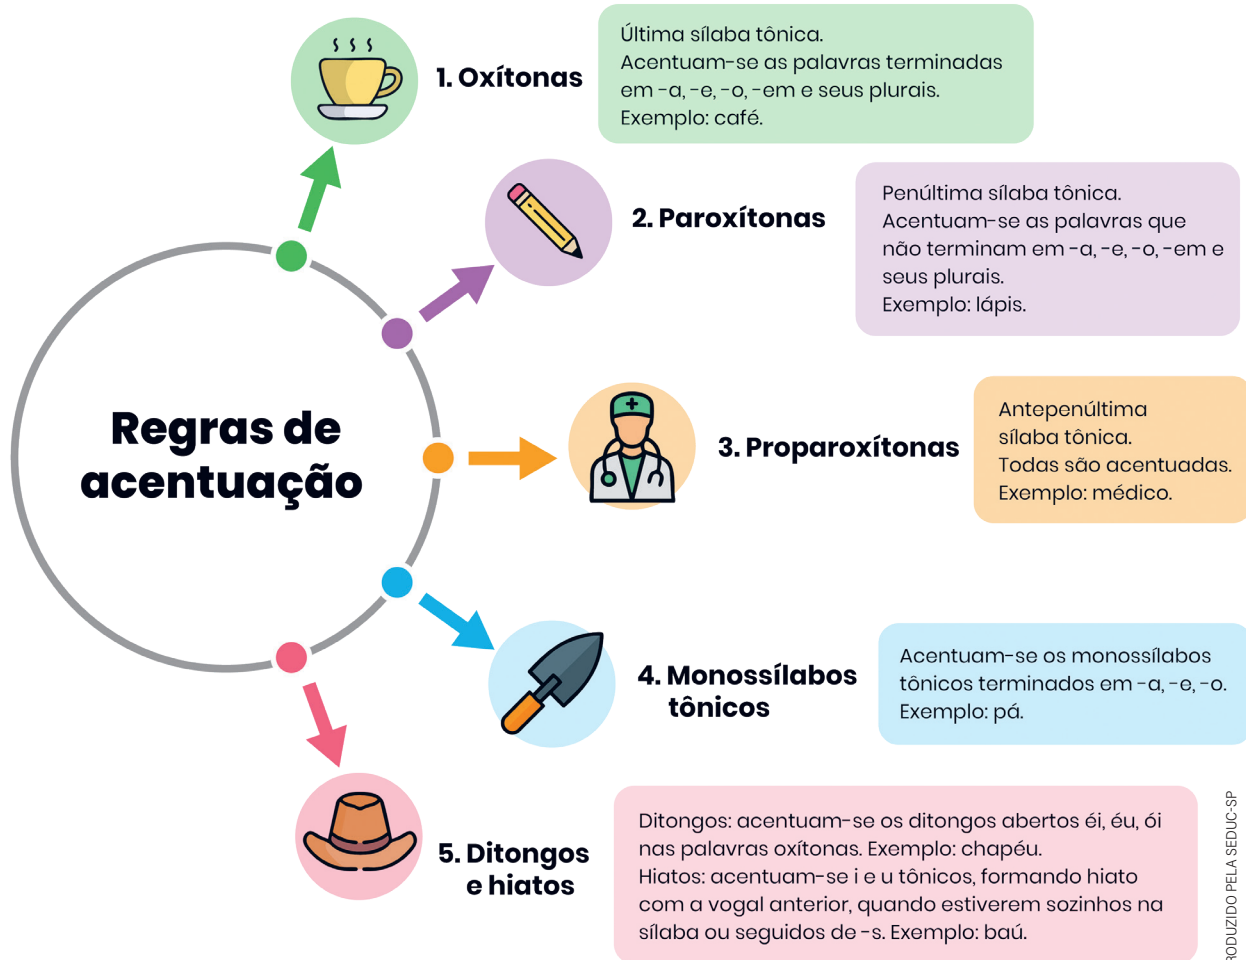 1. Oxítonas
Última sílaba tônica.
Acentuam-se as palavras terminadas
em -a, -e, -o, -em e seus plurais.
Exemplo: café.
2. Paroxítonas
Penúltima sílaba tônica.
Acentuam-se as palavras que
não terminam em -a, -e, -o, -em e
seus plurais.
Exemplo: lápis.
Regras de
acentuação
3. Proparoxítonas
Antepenúltima
sílaba tônica.
Todas são acentuadas.
Exemplo: médico.
4. Monossílabos
tônicos
Acentuam-se os monossílabos
tônicos terminados em -a, -e, -o.
Exemplo: pá.
5. Ditongos
e hiatos
Ditongos: acentuam-se os ditongos abertos éi, éu, ói
nas palavras oxítonas. Exemplo: chapéu.
Hiatos: acentuam-se i e u tônicos, formando hiato
com a vogal anterior, quando estiverem sozinhos na
sílaba ou seguidos de -s. Exemplo: baú.
PELA SEDUC-SP